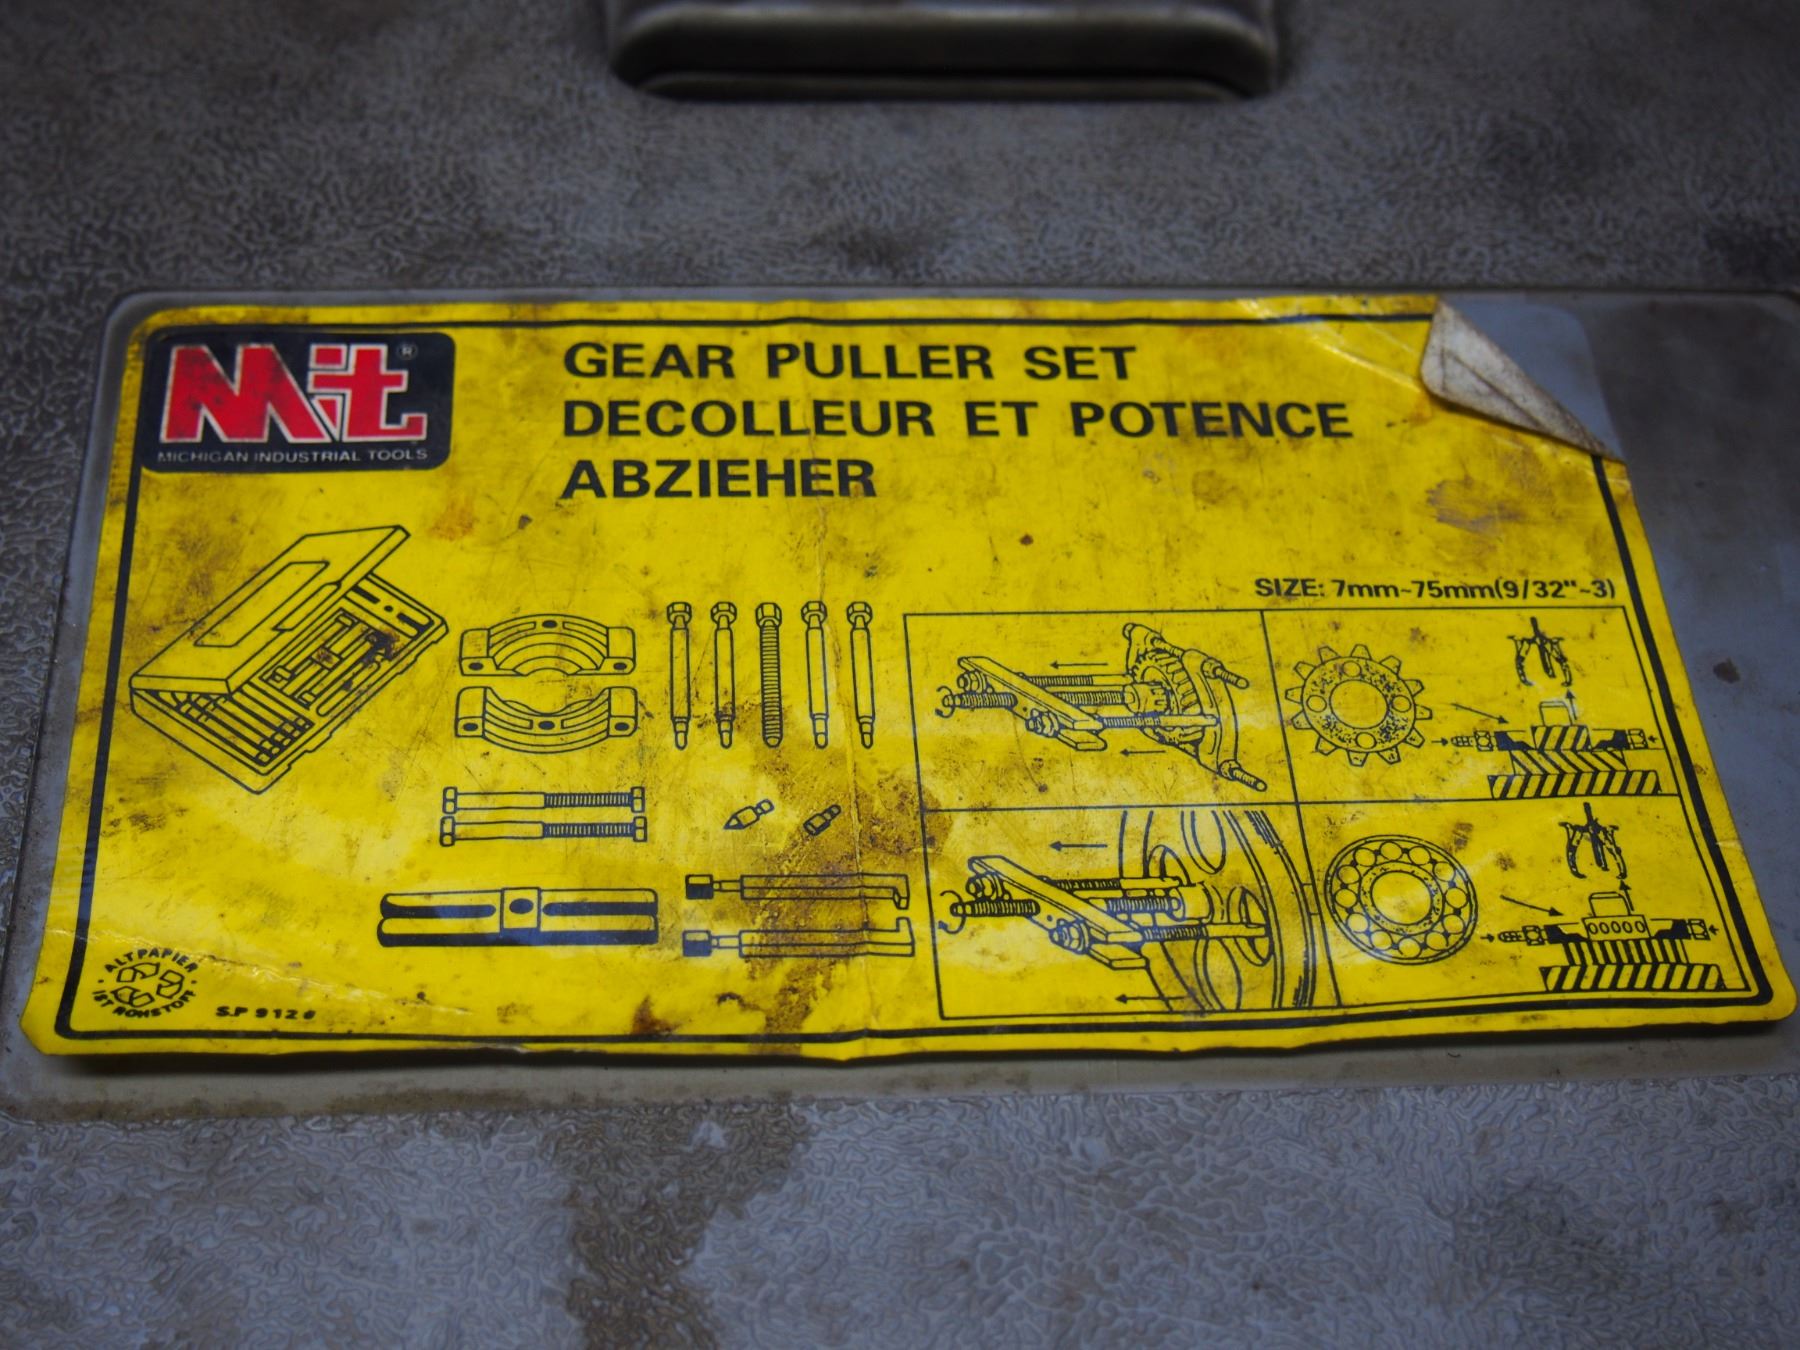 Mit®
MICHIGAN INDUSTRIAL TOOLS
GEAR PULLER SET
DECOLLEUR ET POTENCE
ABZIEHER
SIZE: 7mm~75mm(9/32"~3)
ALTPAPIER
IST ROHSTOFF
S.P 912